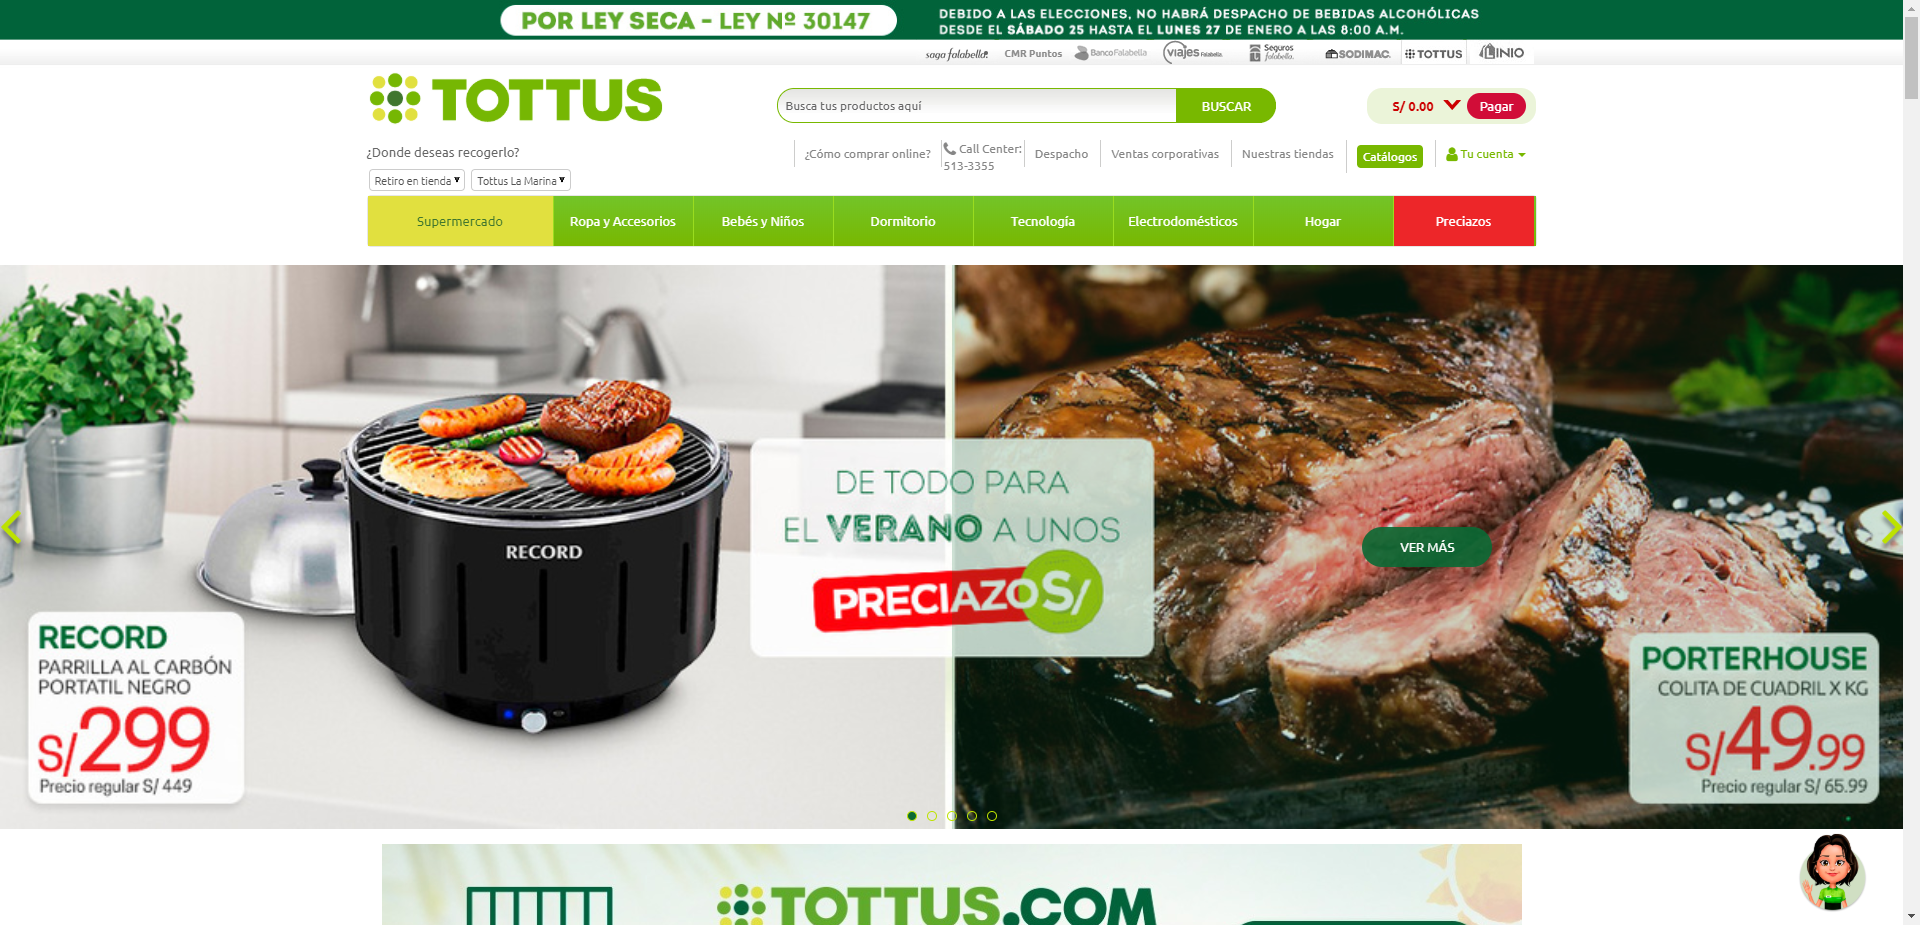 POR LEY SECA - LEY Nº 30147
DEBIDO A LAS ELECCIONES, NO HABRÁ DESPACHO DE BEBIDAS ALCOHÓLICAS
DESDE EL SÁBADO 25 HASTA EL LUNES 27 DE ENERO A LAS 8:00 A.M.
saga falabella. CMR Puntos BancoFalabella viajes Falabella Seguros falabella. SODIMAC. TOTTUS LINIO
TOTTUS
Busca tus productos aquí
BUSCAR
S/ 0.00
Pagar
¿Donde deseas recogerlo?
Retiro en tienda
Tottus La Marina
¿Cómo comprar online?
Call Center:
513-3355
Despacho
Ventas corporativas
Nuestras tiendas
Catálogos
Tu cuenta
Supermercado
Ropa y Accesorios
Bebés y Niños
Dormitorio
Tecnología
Electrodomésticos
Hogar
Preciazos
RECORD
DE TODO PARA
EL VERANO A UNOS
PRECIAZOS/
VER MÁS
RECORD
PARRILLA AL CARBÓN
PORTATIL NEGRO
S/299
Precio regular S/ 449
PORTERHOUSE
COLITA DE CUADRIL X KG
S/49.99
Precio regular S/ 65.99
TOTTUS.COM